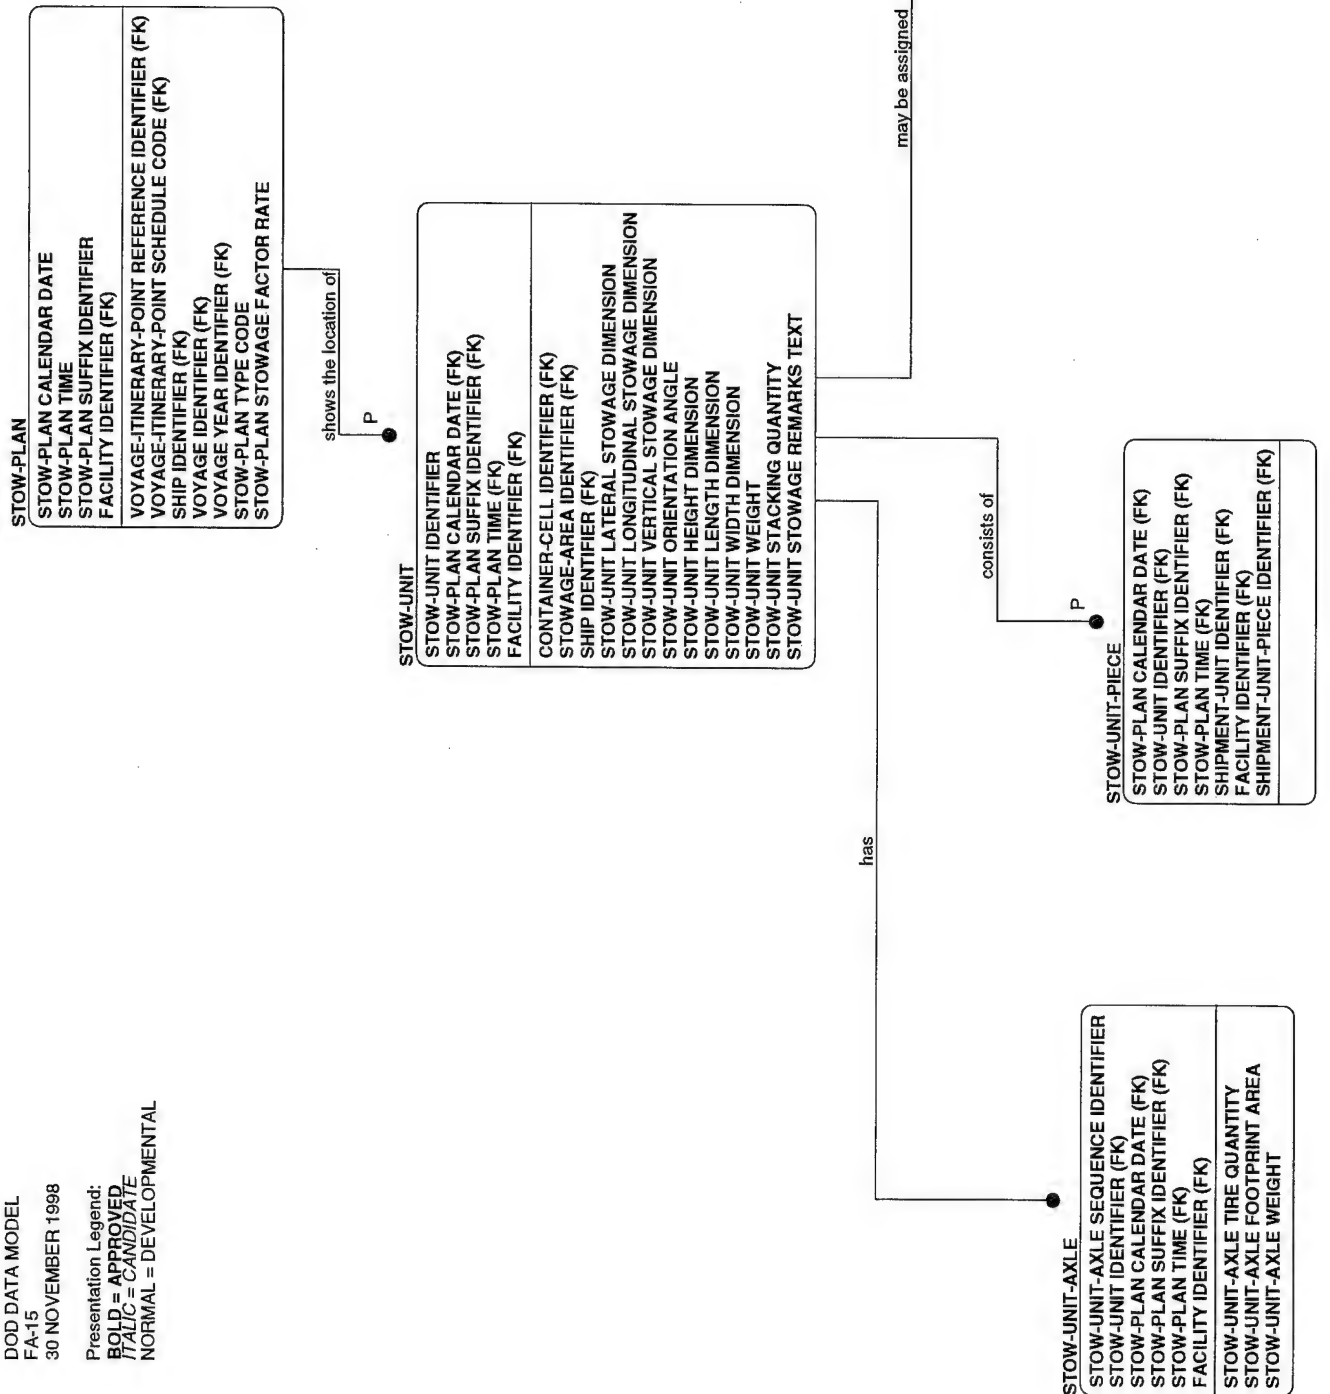 DOD DATA MODEL
FA-15
30 NOVEMBER 1998
Presentation Legend:
BOLD = APPROVED
ITALIC = CANDIDATE
NORMAL = DEVELOPMENTAL
STOW-PLAN
STOW-PLAN CALENDAR DATE
STOW-PLAN TIME
STOW-PLAN SUFFIX IDENTIFIER
FACILITY IDENTIFIER (FK)
VOYAGE-ITINERARY-POINT REFERENCE IDENTIFIER (FK)
VOYAGE-ITINERARY-POINT SCHEDULE CODE (FK)
SHIP IDENTIFIER (FK)
VOYAGE IDENTIFIER (FK)
VOYAGE YEAR IDENTIFIER (FK)
STOW-PLAN TYPE CODE
STOW-PLAN STOWAGE FACTOR RATE
shows the location of
P
STOW-UNIT
STOW-UNIT IDENTIFIER
STOW-PLAN CALENDAR DATE (FK)
STOW-PLAN SUFFIX IDENTIFIER (FK)
STOW-PLAN TIME (FK)
FACILITY IDENTIFIER (FK)
CONTAINER-CELL IDENTIFIER (FK)
STOWAGE-AREA IDENTIFIER (FK)
SHIP IDENTIFIER (FK)
STOW-UNIT LATERAL STOWAGE DIMENSION
STOW-UNIT LONGITUDINAL STOWAGE DIMENSION
STOW-UNIT VERTICAL STOWAGE DIMENSION
STOW-UNIT ORIENTATION ANGLE
STOW-UNIT HEIGHT DIMENSION
STOW-UNIT LENGTH DIMENSION
STOW-UNIT WIDTH DIMENSION
STOW-UNIT WEIGHT
STOW-UNIT STACKING QUANTITY
STOW-UNIT STOWAGE REMARKS TEXT
has
consists of
P
may be assigned
STOW-UNIT-AXLE
STOW-UNIT-AXLE SEQUENCE IDENTIFIER
STOW-UNIT IDENTIFIER (FK)
STOW-PLAN CALENDAR DATE (FK)
STOW-PLAN SUFFIX IDENTIFIER (FK)
STOW-PLAN TIME (FK)
FACILITY IDENTIFIER (FK)
STOW-UNIT-AXLE TIRE QUANTITY
STOW-UNIT-AXLE FOOTPRINT AREA
STOW-UNIT-AXLE WEIGHT
STOW-UNIT-PIECE
STOW-PLAN CALENDAR DATE (FK)
STOW-UNIT IDENTIFIER (FK)
STOW-PLAN SUFFIX IDENTIFIER (FK)
STOW-PLAN TIME (FK)
SHIPMENT-UNIT IDENTIFIER (FK)
FACILITY IDENTIFIER (FK)
SHIPMENT-UNIT-PIECE IDENTIFIER (FK)